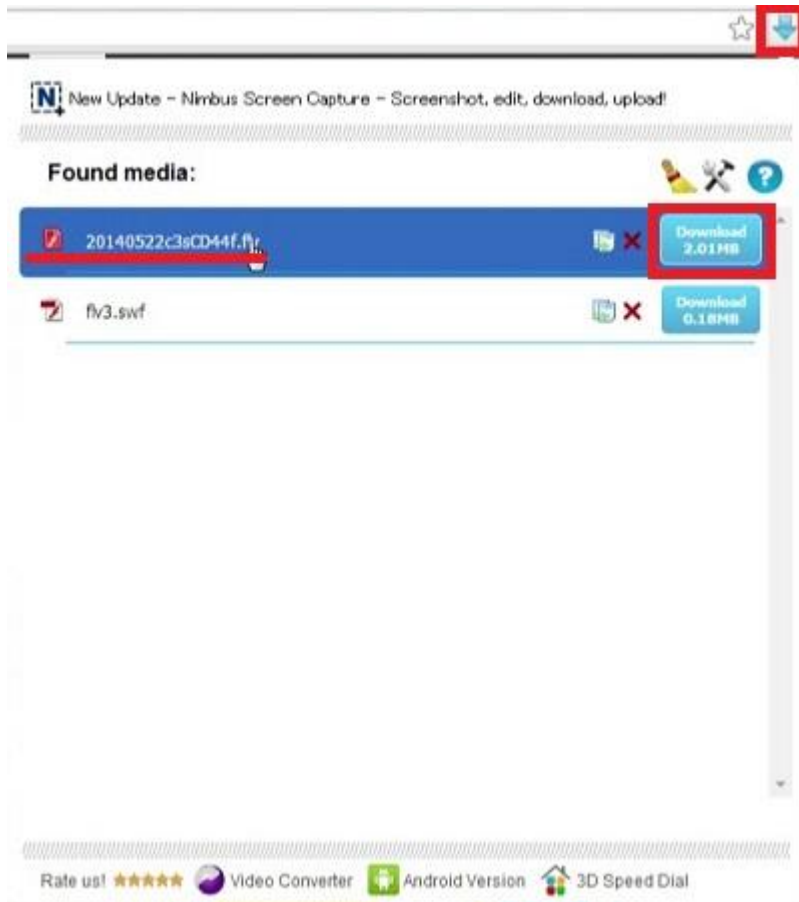 N New Update - Nimbus Screen Capture - Screenshot, edit, download, upload!
Found media:
?
20140522c3sCD44f.flv
Download
2.01MB
flv3.swf
Download
0.18MB
Rate us! Video Converter Android Version 3D Speed Dial